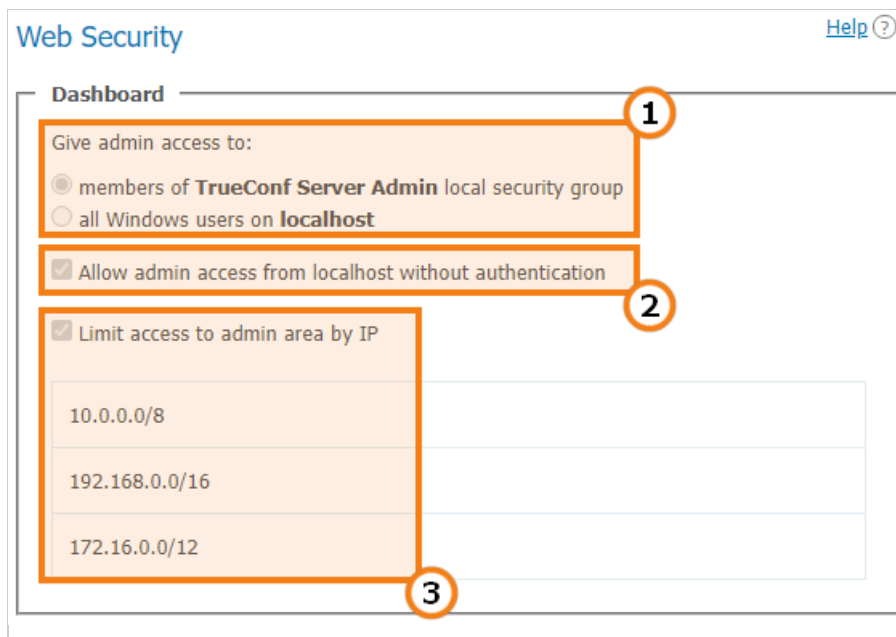 Web Security
Help ?
Dashboard
1
Give admin access to:
members of TrueConf Server Admin local security group
all Windows users on localhost
Allow admin access from localhost without authentication
2
Limit access to admin area by IP
10.0.0.0/8
192.168.0.0/16
172.16.0.0/12
3